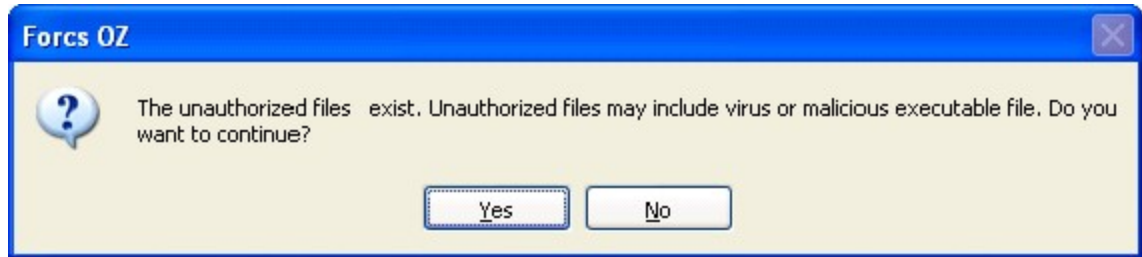 Forcs OZ
The unauthorized files  exist. Unauthorized files may include virus or malicious executable file. Do you
want to continue?
Yes
No